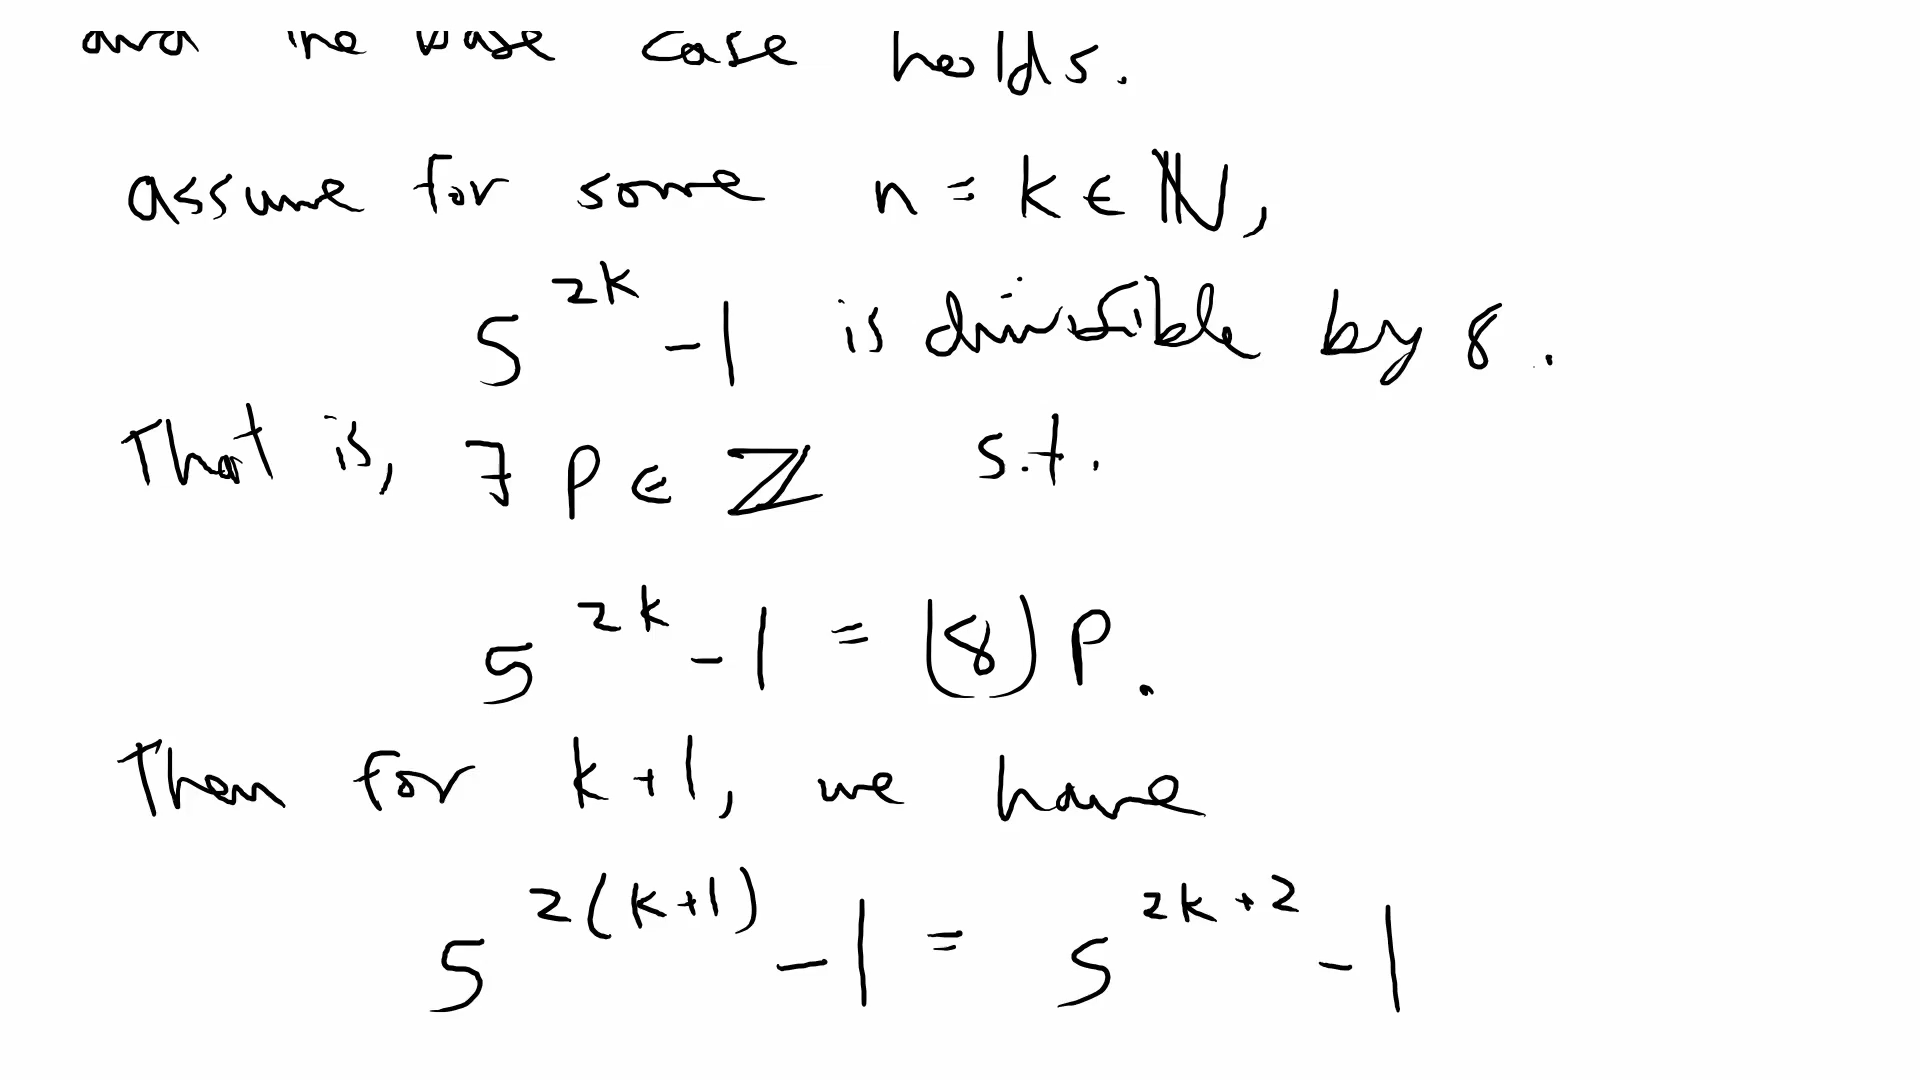 and the base case holds.
assume for some n = k ∈ ℕ,
5^{2k} - 1 is divisible by 8.
That is, ∃ P ∈ ℤ s.t.
5^{2k} - 1 = (8) P.
Then for k+1, we have
5^{2(k+1)} - 1 = 5^{2k+2} - 1